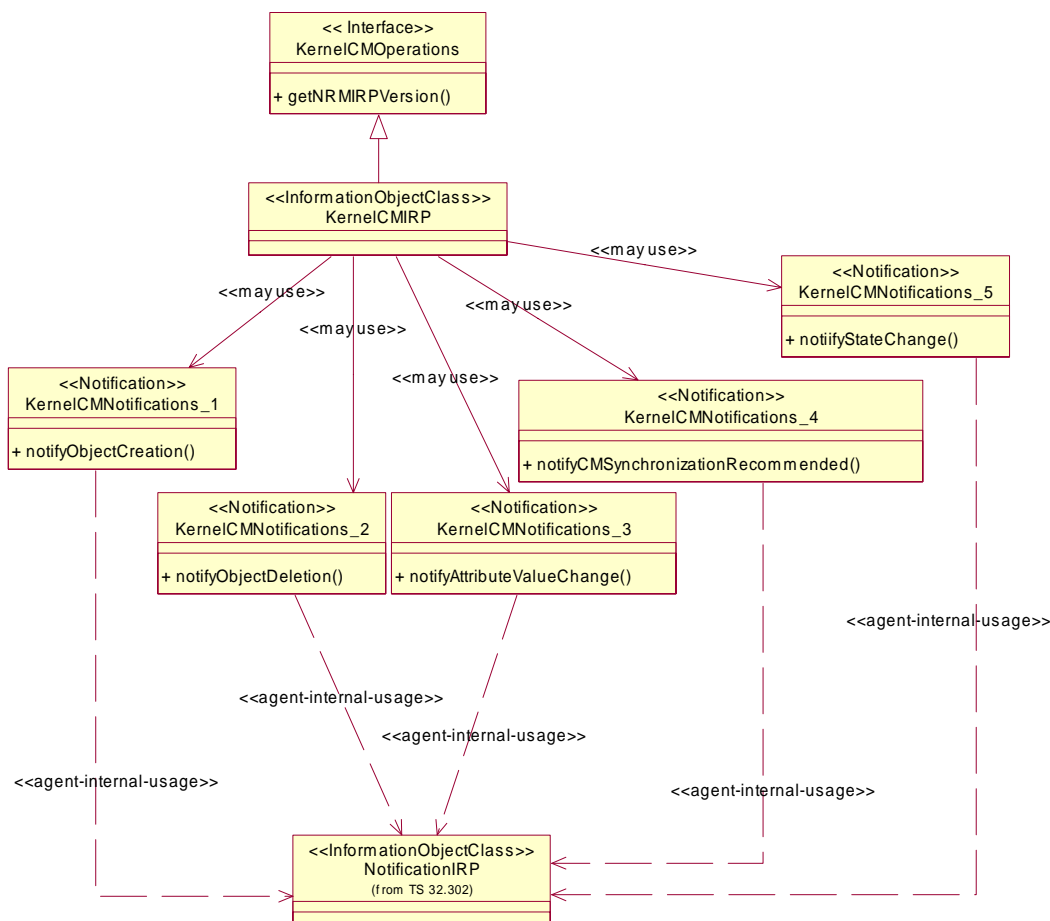 << Interface>>
KernelCMOperations
+ getNRMIRPVersion()
<<InformationObjectClass>>
KernelCMIRP
<<may use>>
<<may use>>
<<may use>>
<<may use>>
<<may use>>
<<Notification>>
KernelCMNotifications_5
+ notiifyStateChange()
<<Notification>>
KernelCMNotifications_1
+ notifyObjectCreation()
<<Notification>>
KernelCMNotifications_4
+ notifyCMSynchronizationRecommended()
<<Notification>>
KernelCMNotifications_2
+ notifyObjectDeletion()
<<Notification>>
KernelCMNotifications_3
+ notifyAttributeValueChange()
<<agent-internal-usage>>
<<agent-internal-usage>>
<<agent-internal-usage>>
<<agent-internal-usage>>
<<agent-internal-usage>>
<<InformationObjectClass>>
NotificationIRP
(from TS 32.302)